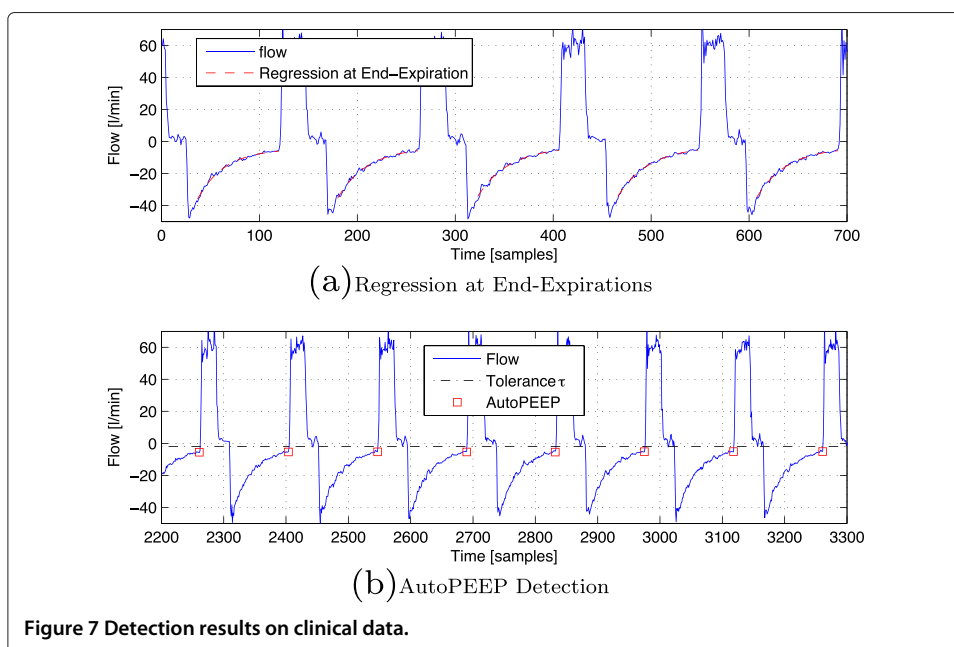 60
40
20
0
−20
−40
Flow [l/min]
flow
Regression at End−Expiration
0 100 200 300 400 500 600 700
Time [samples]
(a) Regression at End-Expirations
60
40
20
0
−20
−40
Flow [l/min]
Flow
Tolerance τ
AutoPEEP
2200 2300 2400 2500 2600 2700 2800 2900 3000 3100 3200 3300
Time [samples]
(b) AutoPEEP Detection
Figure 7 Detection results on clinical data.